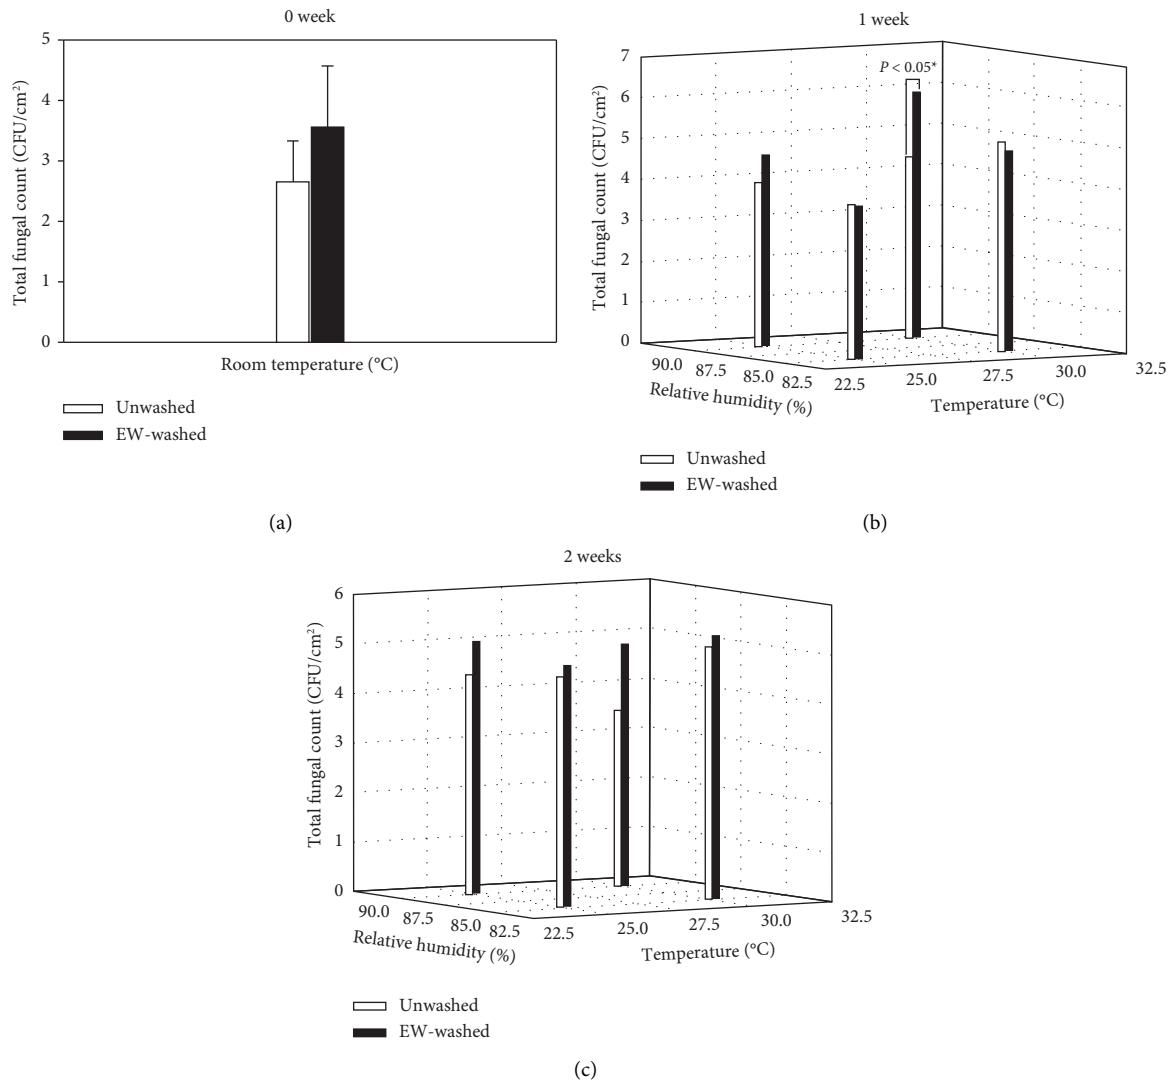 0 week
5
4
3
2
1
0
Total fungal count (CFU/cm²)
Room temperature (°C)
Unwashed
EW-washed
(a)
1 week
7
6
5
4
3
2
1
0
Total fungal count (CFU/cm²)
P < 0.05*
90.0
87.5
85.0
82.5
Relative humidity (%)
22.5
25.0
27.5
30.0
32.5
Temperature (°C)
Unwashed
EW-washed
(b)
2 weeks
6
5
4
3
2
1
0
Total fungal count (CFU/cm²)
90.0
87.5
85.0
82.5
Relative humidity (%)
22.5
25.0
27.5
30.0
32.5
Temperature (°C)
Unwashed
EW-washed
(c)